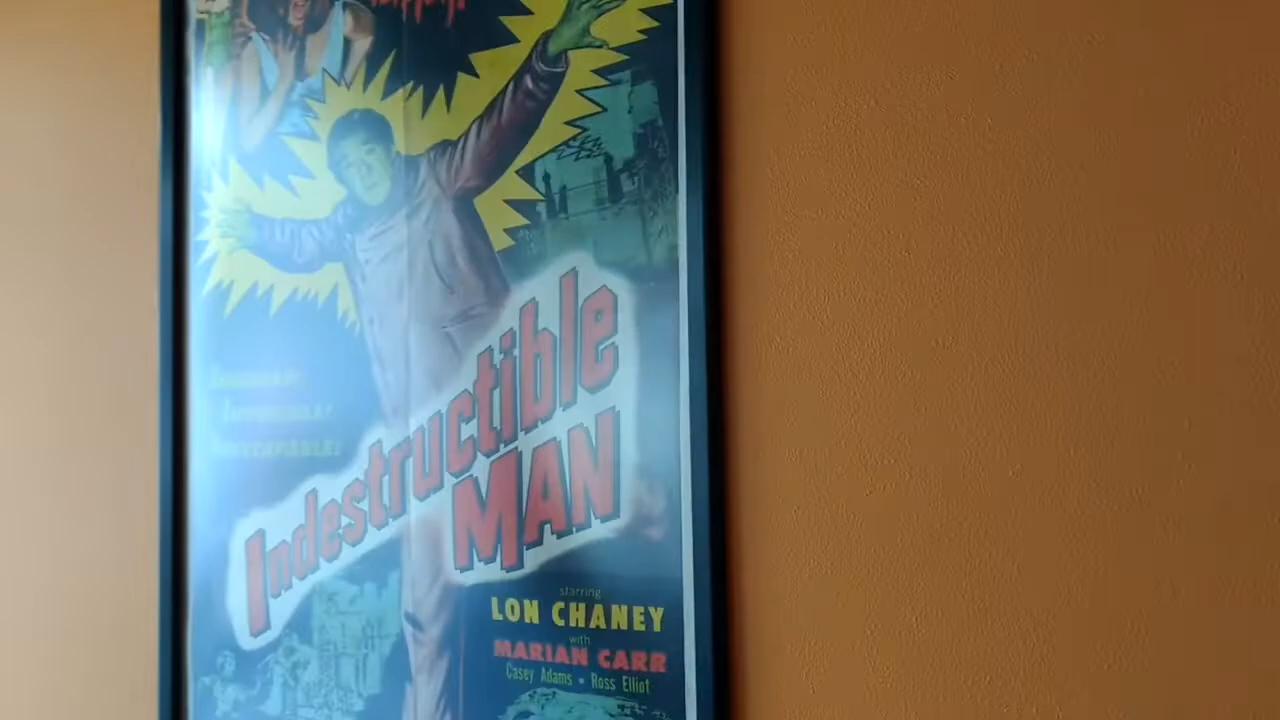 Indestructible
MAN
starring
LON CHANEY
with
MARIAN CARR
Casey Adams • Ross Elliot